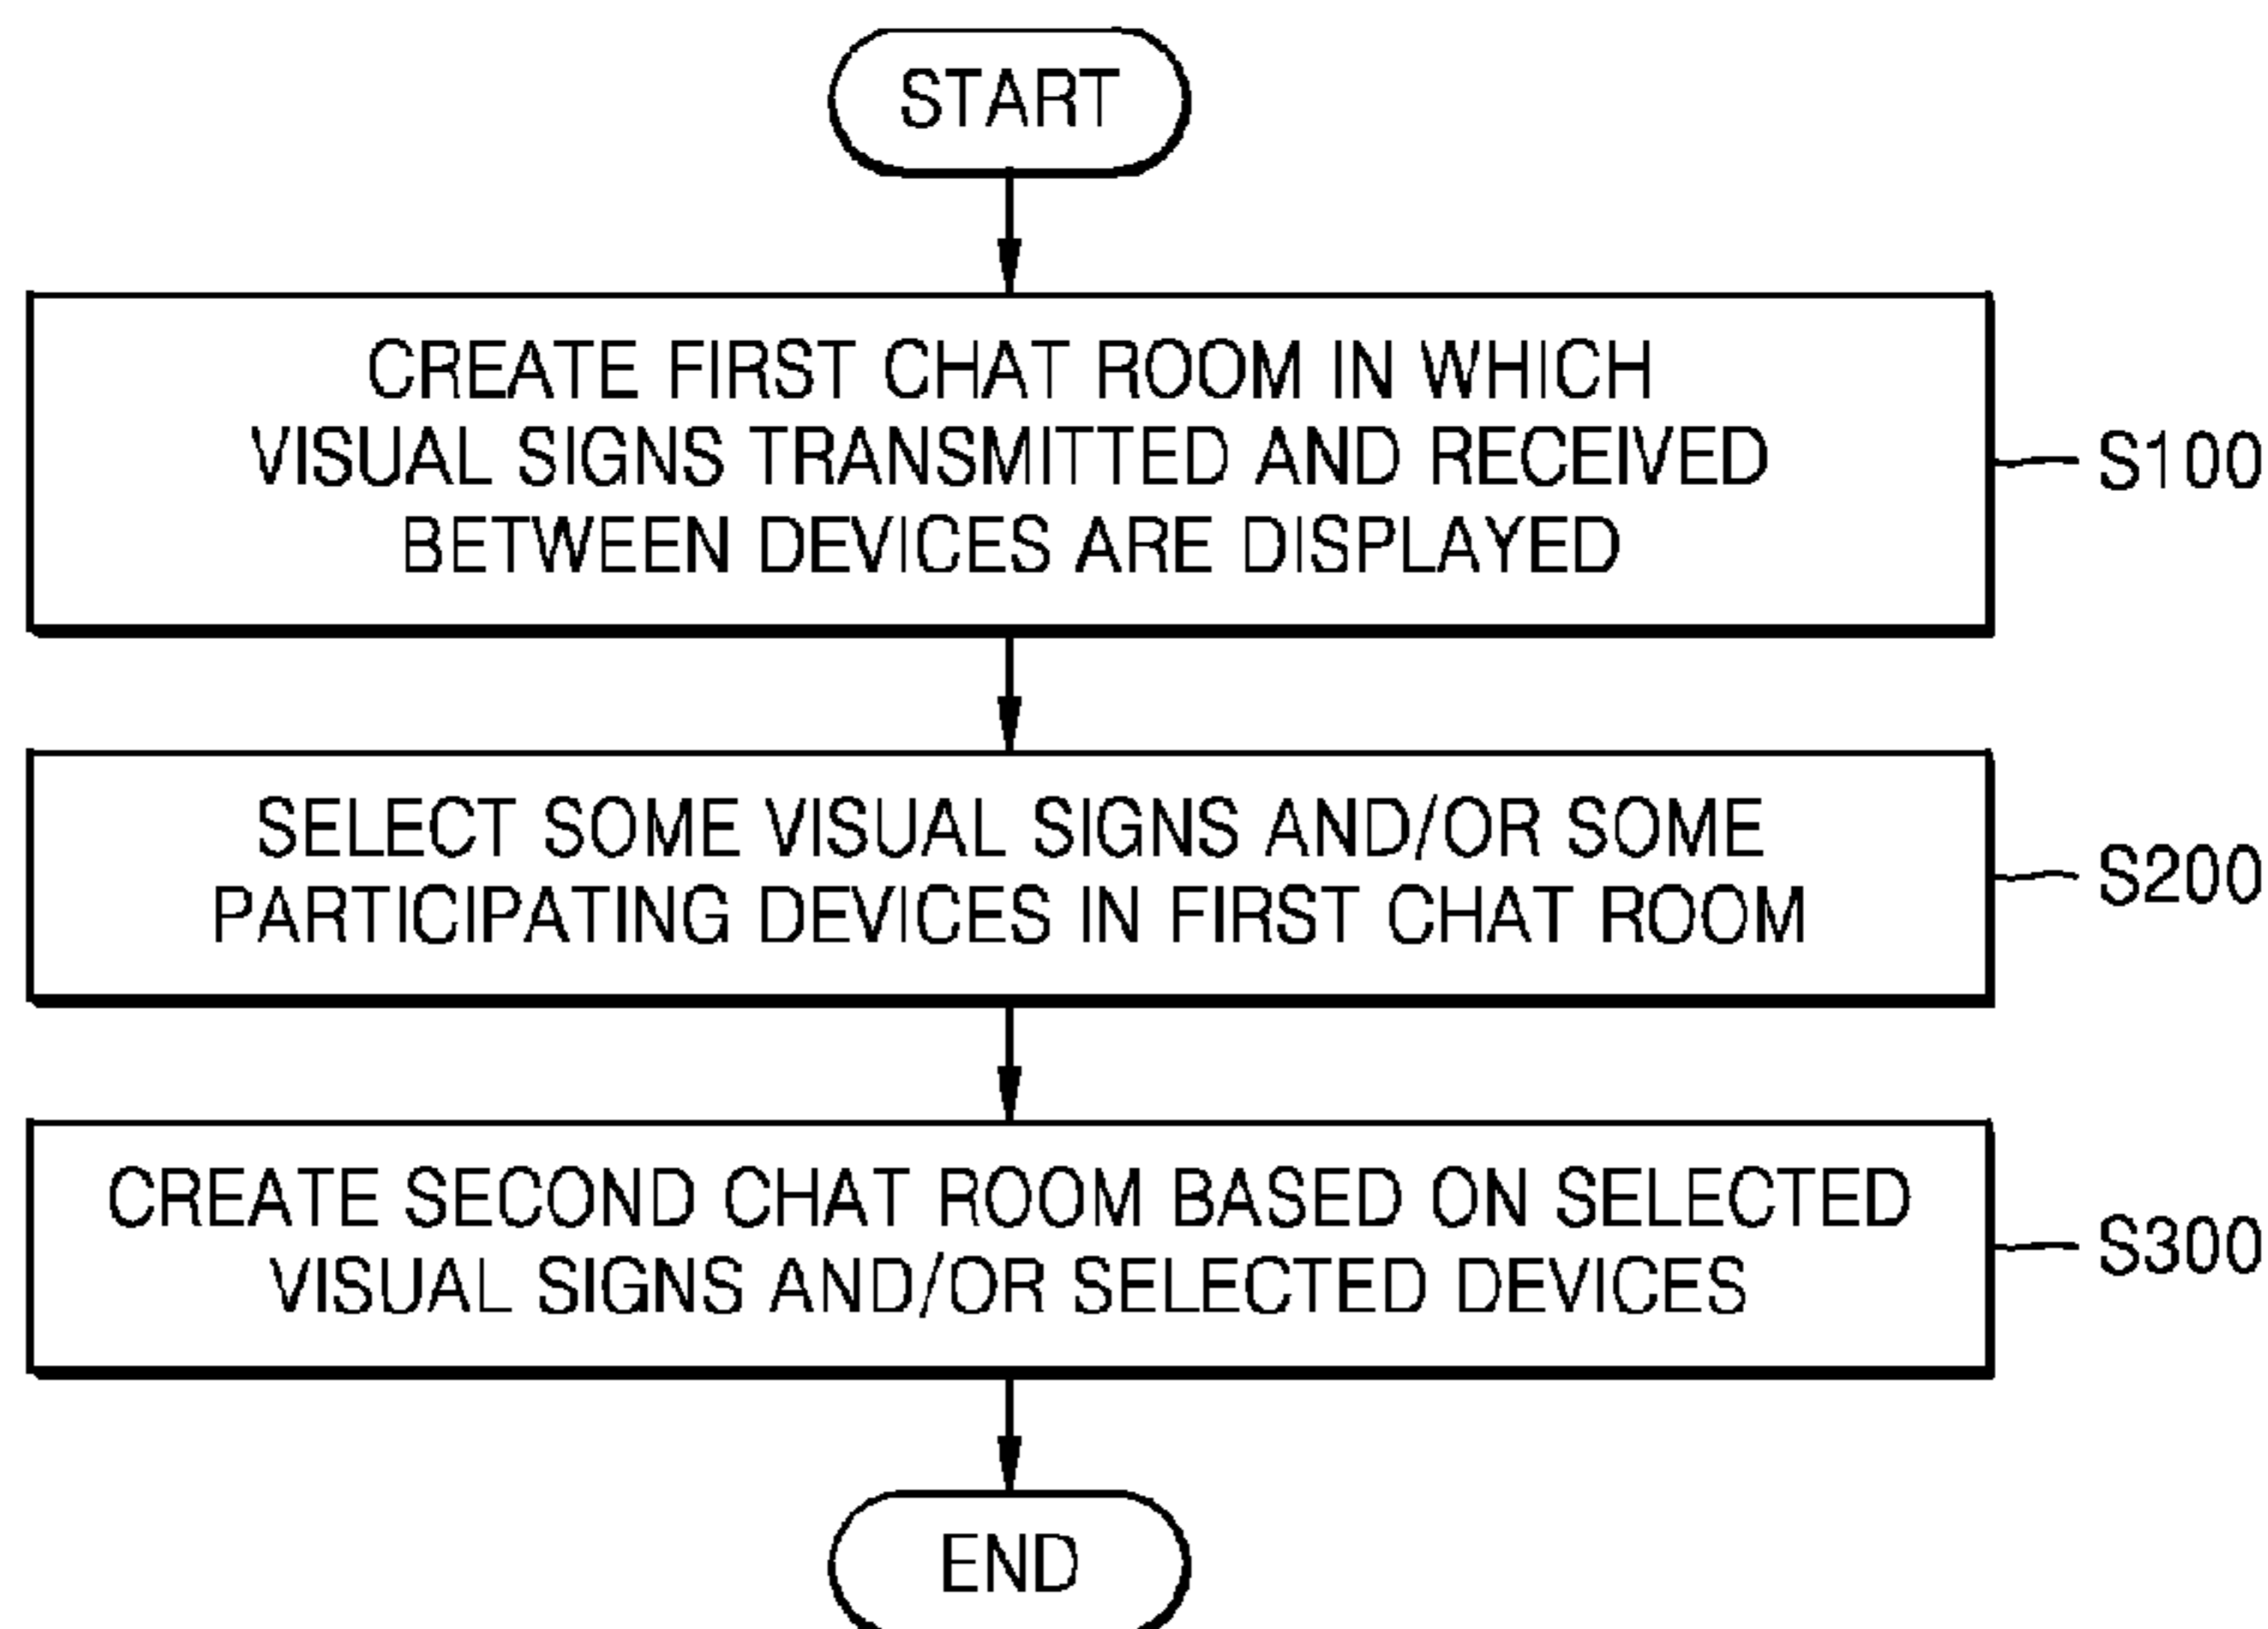 START
CREATE FIRST CHAT ROOM IN WHICH
VISUAL SIGNS TRANSMITTED AND RECEIVED
BETWEEN DEVICES ARE DISPLAYED
S100
SELECT SOME VISUAL SIGNS AND/OR SOME
PARTICIPATING DEVICES IN FIRST CHAT ROOM
S200
CREATE SECOND CHAT ROOM BASED ON SELECTED
VISUAL SIGNS AND/OR SELECTED DEVICES
S300
END